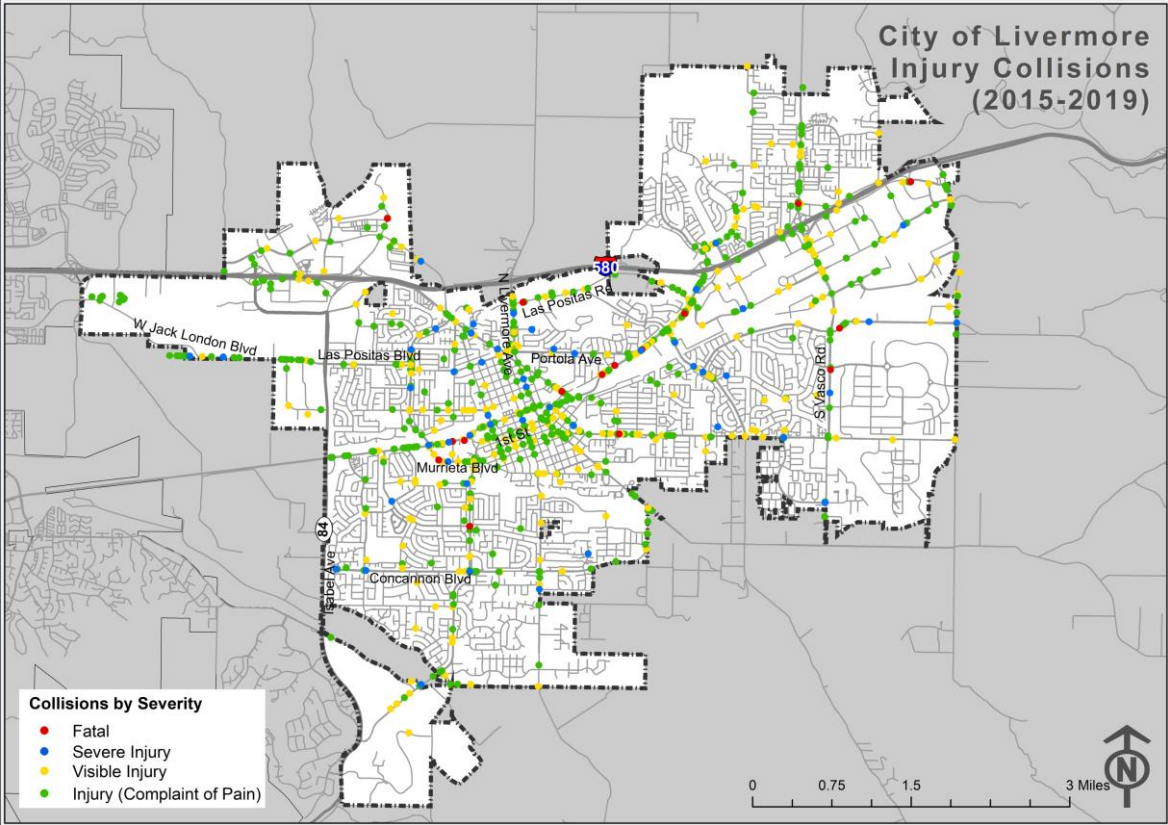 City of Livermore
Injury Collisions
(2015-2019)
580
N Livermore Ave
Las Positas Rd
W Jack London Blvd
Las Positas Blvd
Portola Ave
S Vasco Rd
1st St
Murrieta Blvd
84
Isabel Ave
Concannon Blvd
Collisions by Severity
Fatal
Severe Injury
Visible Injury
Injury (Complaint of Pain)
0 0.75 1.5 3 Miles
N